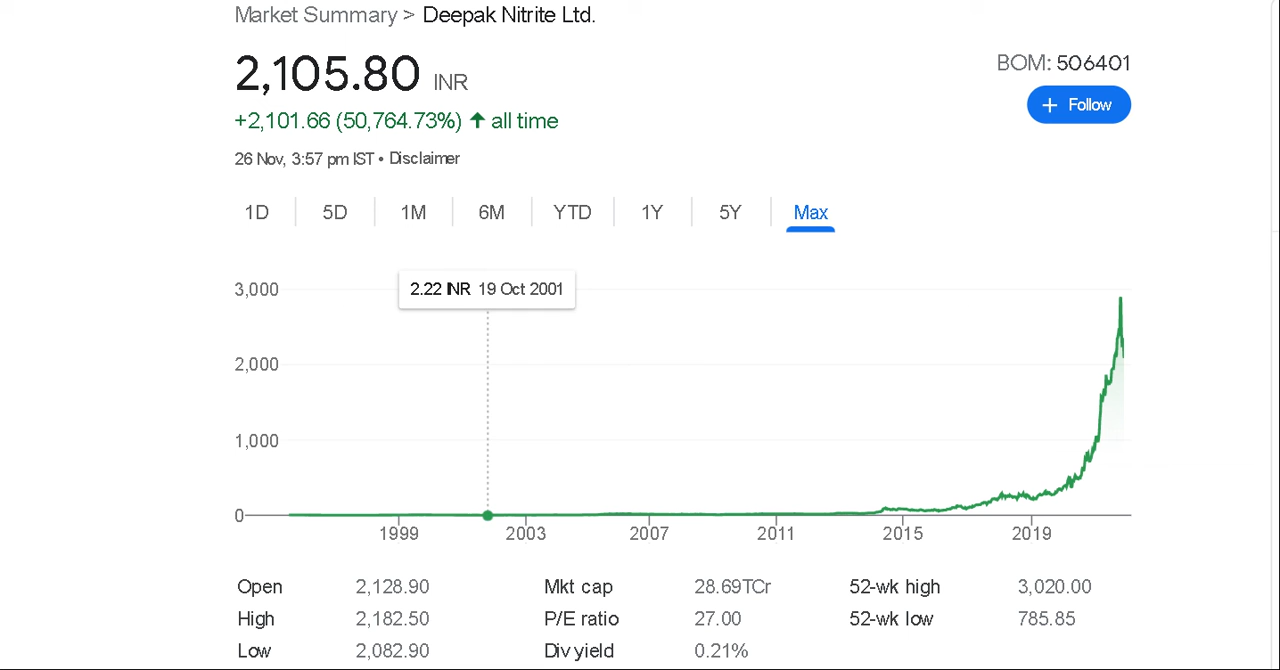 Market Summary > Deepak Nitrite Ltd.
2,105.80 INR
BOM: 506401
+2,101.66 (50,764.73%) ↑ all time
+ Follow
26 Nov, 3:57 pm IST • Disclaimer
1D 5D 1M 6M YTD 1Y 5Y Max
2.22 INR 19 Oct 2001
3,000
2,000
1,000
0
1999 2003 2007 2011 2015 2019
Open 2,128.90 Mkt cap 28.69TCr 52-wk high 3,020.00
High 2,182.50 P/E ratio 27.00 52-wk low 785.85
Low 2,082.90 Div yield 0.21%